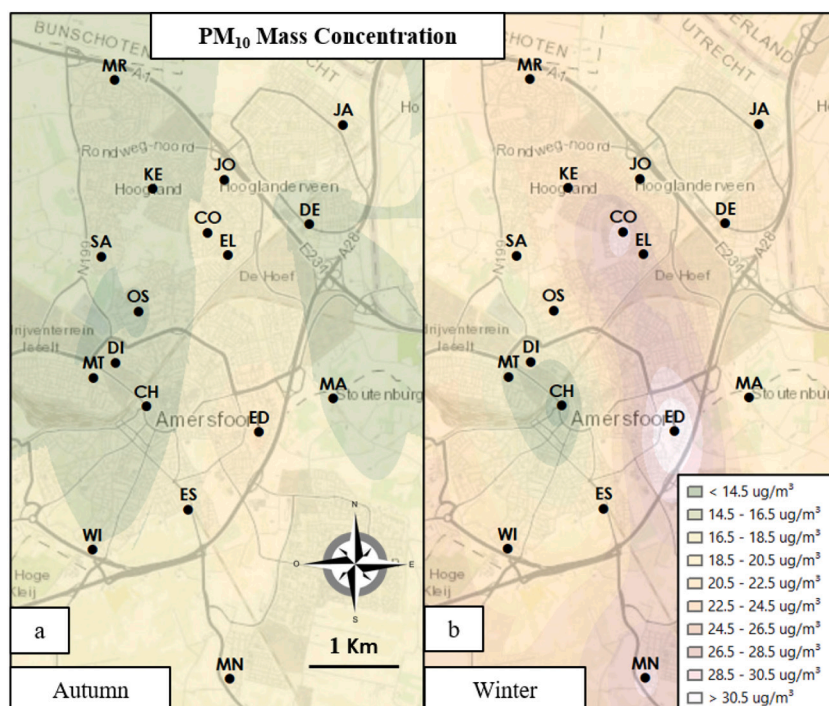 PM₁₀ Mass Concentration
BUNSCHOTEN
MR
A1
JA
Ho
Rondweg-noord
KE
Hoogland
JO
Hooglanderveen
DE
CO
EL
SA
N199
E231
A28
De Hoef
OS
DI
MT
CH
Amersfoort
ED
MA
Stoutenburg
ES
WI
Hoge
Kleij
N
O
E
S
1 Km
a
MN
Autumn
BUNSCHOTEN
UTRECHT
MR
A1
JA
Rondweg-noord
KE
Hoogland
JO
Hooglanderveen
DE
CO
EL
SA
N199
E231
A28
De Hoef
OS
DI
MT
CH
Amersfoort
ED
MA
Stoutenburg
ES
WI
Hoge
Kleij
b
MN
Winter
< 14.5 ug/m³
14.5 - 16.5 ug/m³
16.5 - 18.5 ug/m³
18.5 - 20.5 ug/m³
20.5 - 22.5 ug/m³
22.5 - 24.5 ug/m³
24.5 - 26.5 ug/m³
26.5 - 28.5 ug/m³
28.5 - 30.5 ug/m³
> 30.5 ug/m³